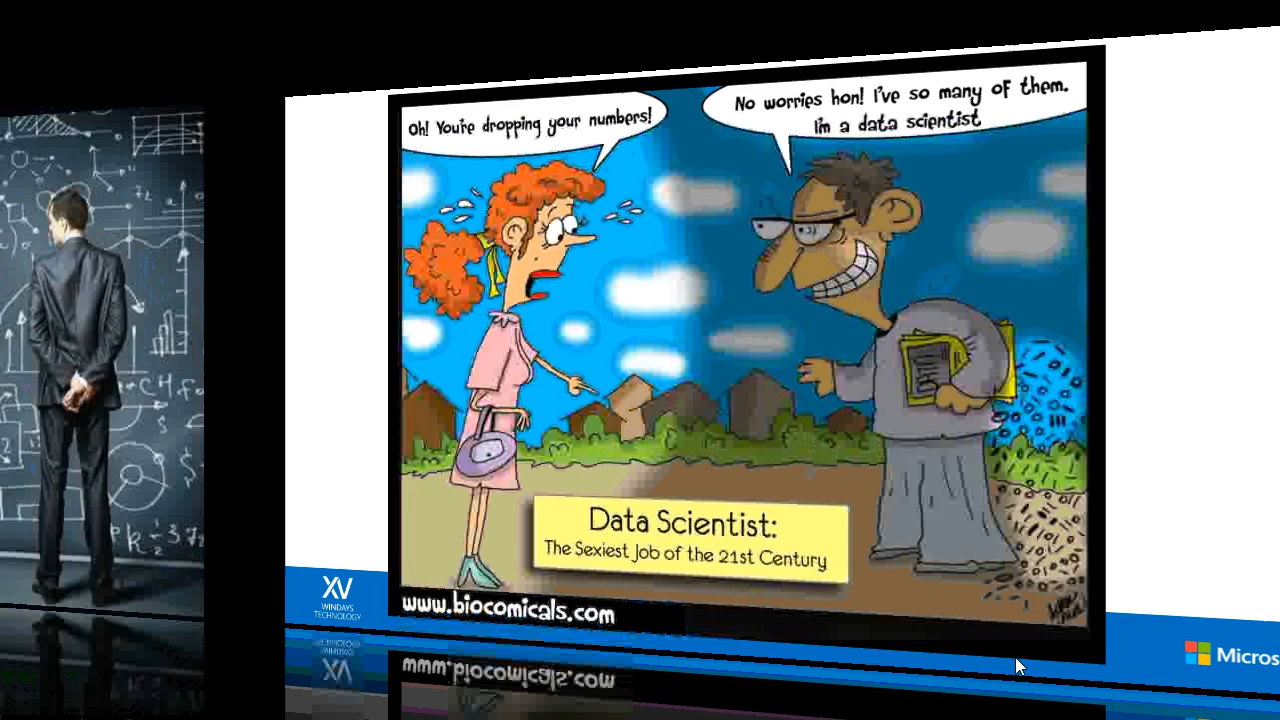 Oh! You're dropping your numbers!
No worries hon! I've so many of them.
I'm a data scientist
Data Scientist:
The Sexiest Job of the 21st Century
www.biocomicals.com
XV
WINDAYS
TECHNOLOGY
Micros